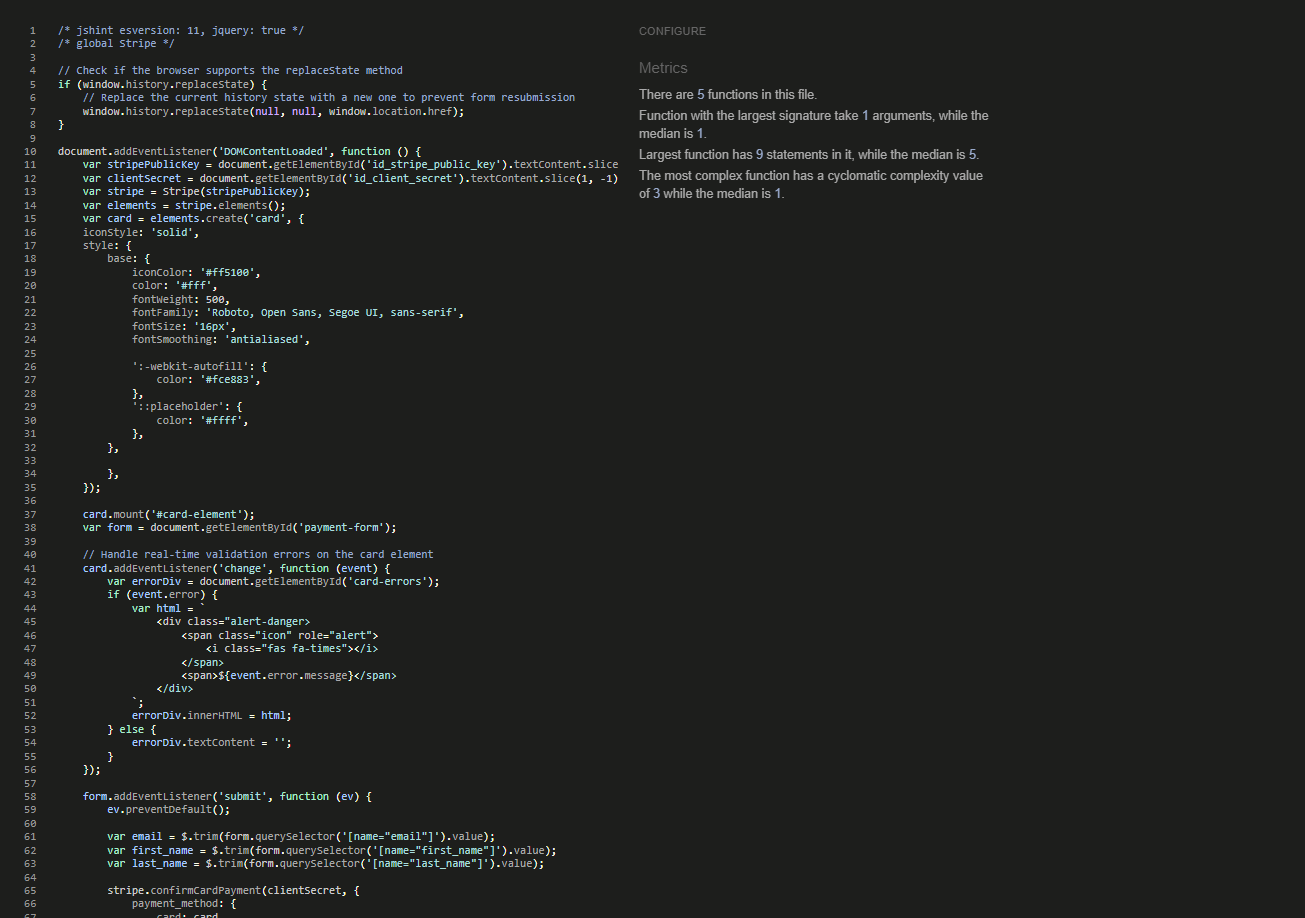 1 /* jshint esversion: 11, jquery: true */
2 /* global Stripe */
3
4 // Check if the browser supports the replaceState method
5 if (window.history.replaceState) {
6     // Replace the current history state with a new one to prevent form resubmission
7     window.history.replaceState(null, null, window.location.href);
8 }
9
10 document.addEventListener('DOMContentLoaded', function () {
11     var stripePublicKey = document.getElementById('id_stripe_public_key').textContent.slice
12     var clientSecret = document.getElementById('id_client_secret').textContent.slice(1, -1)
13     var stripe = Stripe(stripePublicKey);
14     var elements = stripe.elements();
15     var card = elements.create('card', {
16     iconStyle: 'solid',
17     style: {
18         base: {
19             iconColor: '#ff5100',
20             color: '#fff',
21             fontWeight: 500,
22             fontFamily: 'Roboto, Open Sans, Segoe UI, sans-serif',
23             fontSize: '16px',
24             fontSmoothing: 'antialiased',
25
26             ':-webkit-autofill': {
27                 color: '#fce883',
28             },
29             '::placeholder': {
30                 color: '#ffff',
31             },
32         },
33
34         },
35     });
36
37     card.mount('#card-element');
38     var form = document.getElementById('payment-form');
39
40     // Handle real-time validation errors on the card element
41     card.addEventListener('change', function (event) {
42         var errorDiv = document.getElementById('card-errors');
43         if (event.error) {
44             var html = `
45                 <div class="alert-danger>
46                     <span class="icon" role="alert">
47                         <i class="fas fa-times"></i>
48                     </span>
49                     <span>${event.error.message}</span>
50                 </div>
51             `;
52             errorDiv.innerHTML = html;
53         } else {
54             errorDiv.textContent = '';
55         }
56     });
57
58     form.addEventListener('submit', function (ev) {
59         ev.preventDefault();
60
61         var email = $.trim(form.querySelector('[name="email"]').value);
62         var first_name = $.trim(form.querySelector('[name="first_name"]').value);
63         var last_name = $.trim(form.querySelector('[name="last_name"]').value);
64
65         stripe.confirmCardPayment(clientSecret, {
66             payment_method: {
67                 card: card
CONFIGURE
Metrics
There are 5 functions in this file.
Function with the largest signature take 1 arguments, while the
median is 1.
Largest function has 9 statements in it, while the median is 5.
The most complex function has a cyclomatic complexity value
of 3 while the median is 1.